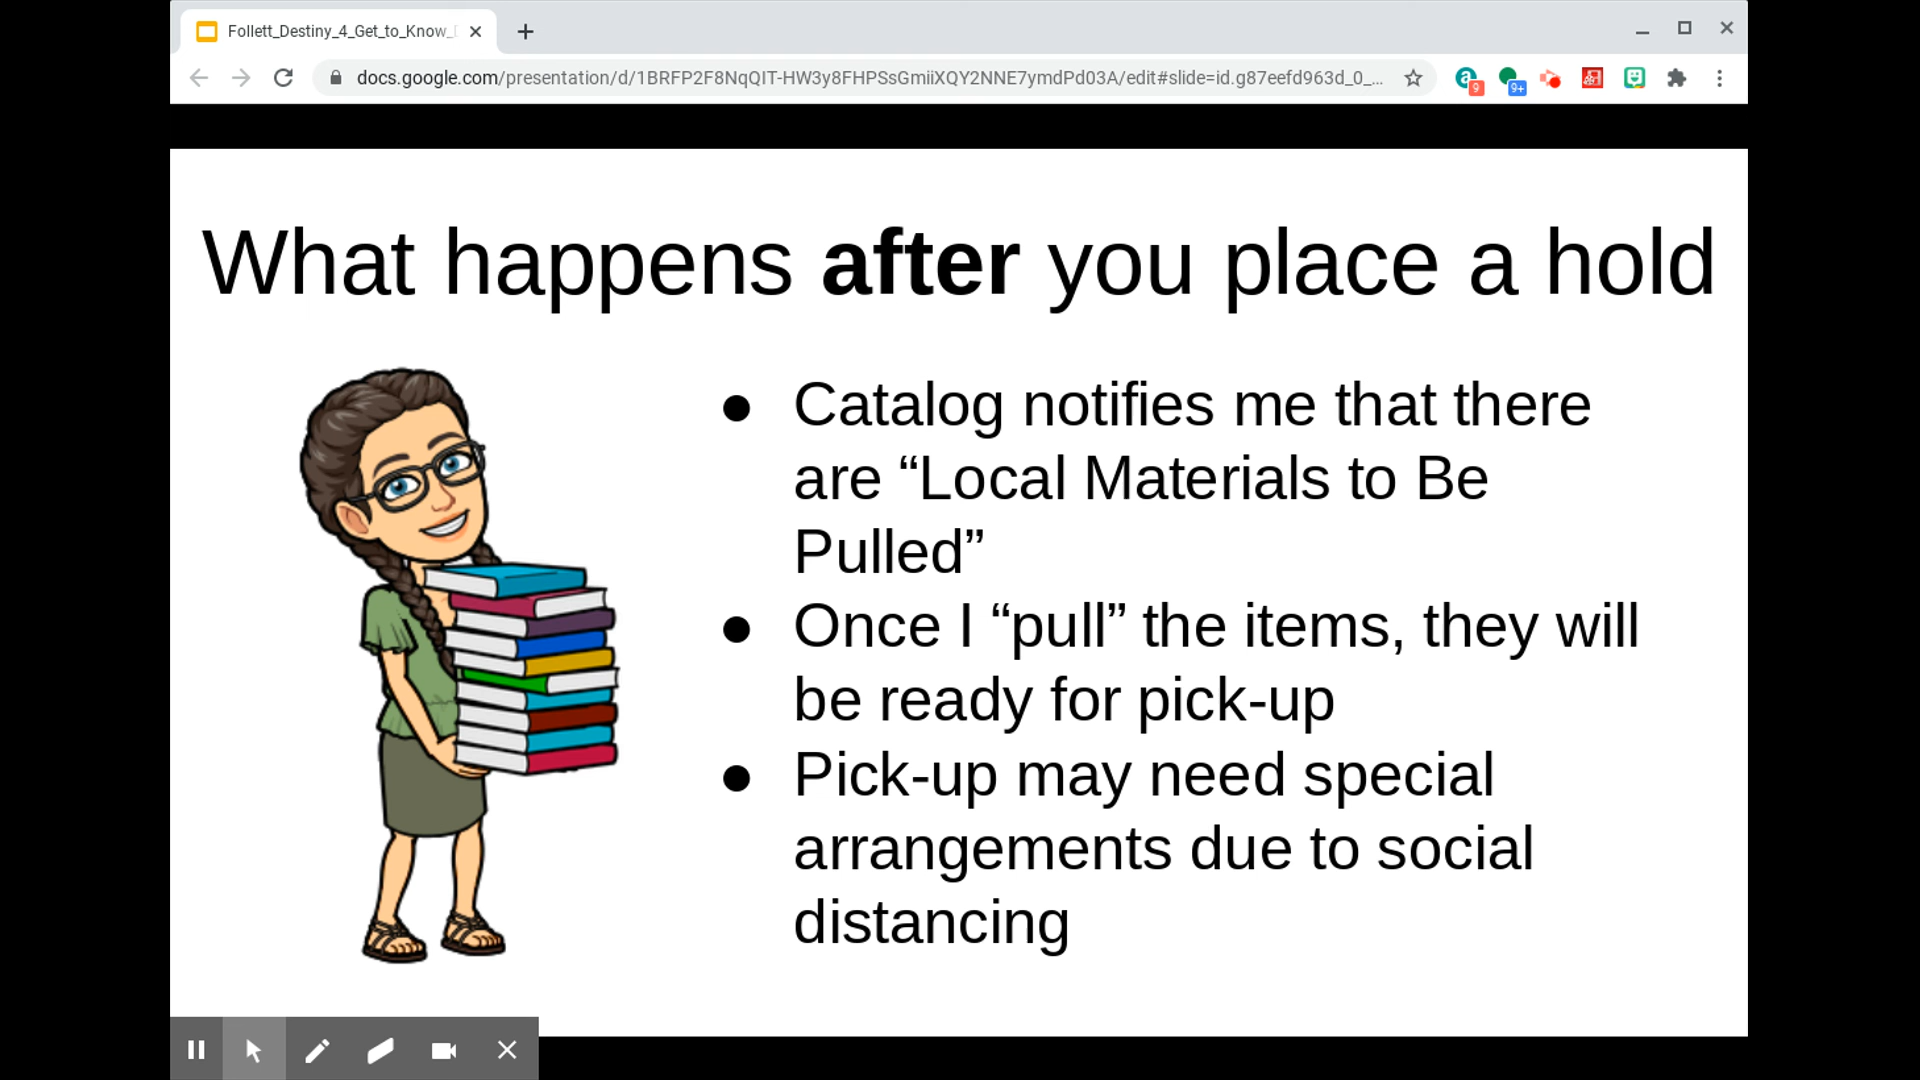 Follett_Destiny_4_Get_to_Know_
docs.google.com/presentation/d/1BRFP2F8NqQIT-HW3y8FHPSsGmiiXQY2NNE7ymdPd03A/edit#slide=id.g87eefd963d_0_...
9
9+
What happens after you place a hold
● Catalog notifies me that there
are “Local Materials to Be
Pulled”
● Once I “pull” the items, they will
be ready for pick-up
● Pick-up may need special
arrangements due to social
distancing